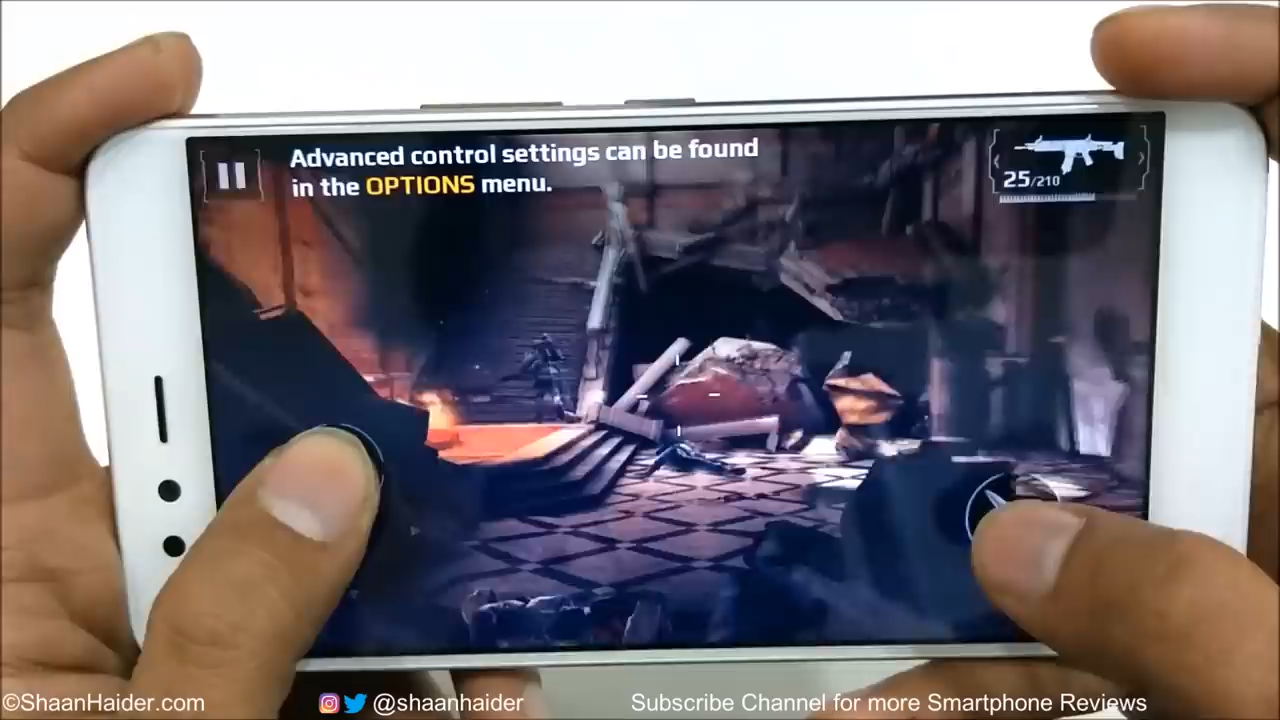 Advanced control settings can be found
in the OPTIONS menu.
25/210
©ShaanHaider.com
@shaanhaider
Subscribe Channel for more Smartphone Reviews